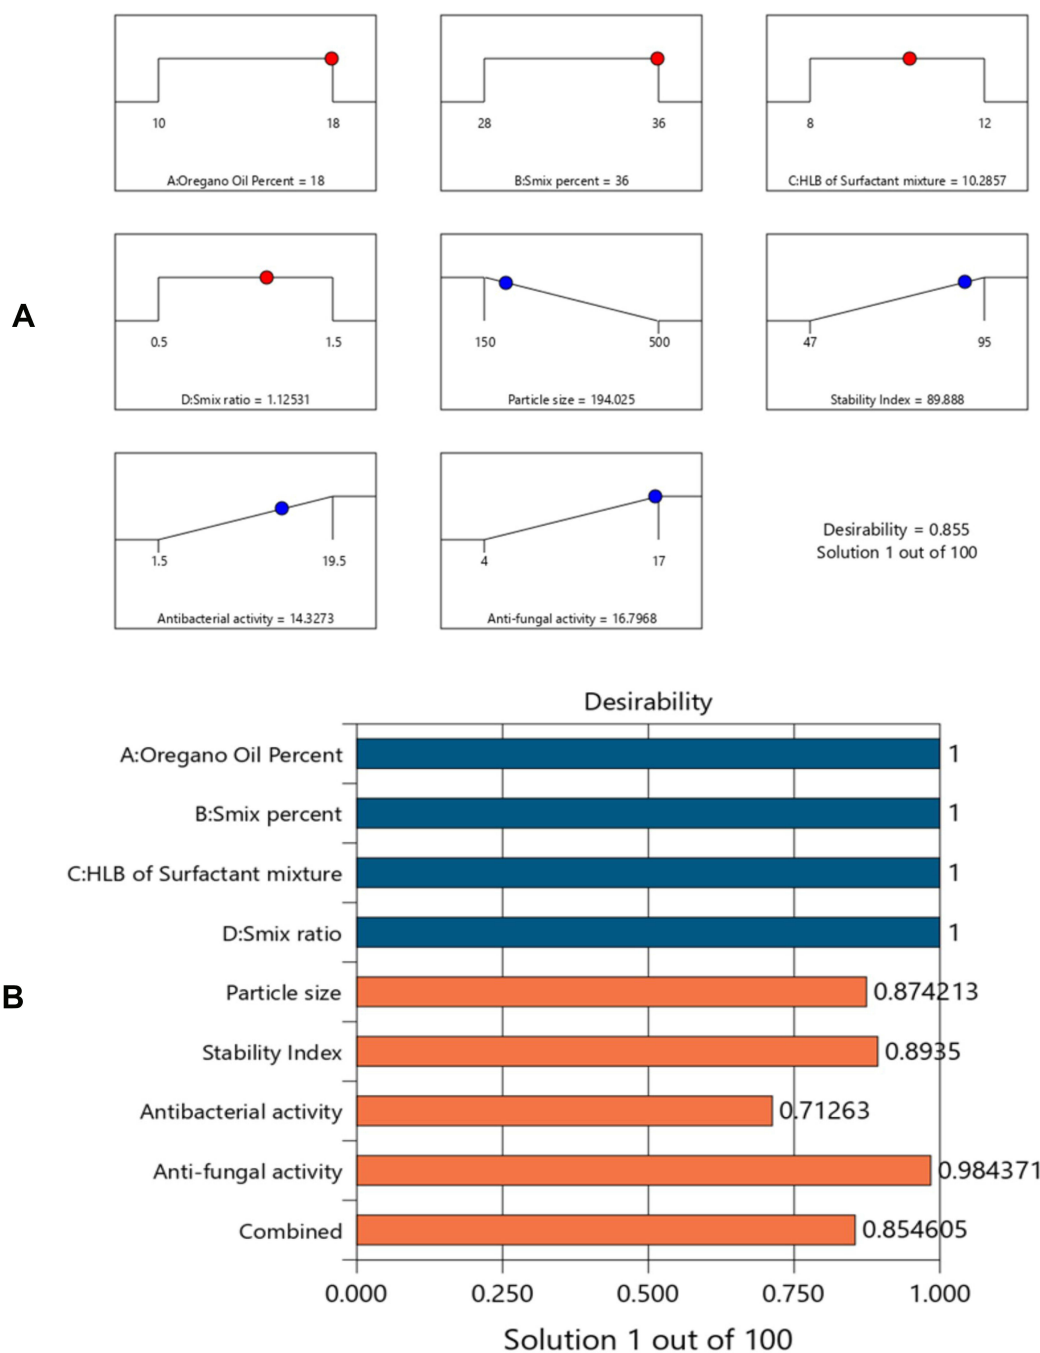 10 18
A:Oregano Oil Percent = 18
28 36
B:Smix percent = 36
8 12
C:HLB of Surfactant mixture = 10.2857
A
0.5 1.5
D:Smix ratio = 1.12531
150 500
Particle size = 194.025
47 95
Stability Index = 89.888
1.5 19.5
Antibacterial activity = 14.3273
4 17
Anti-fungal activity = 16.7968
Desirability = 0.855
Solution 1 out of 100
B
Desirability
A:Oregano Oil Percent 1
B:Smix percent 1
C:HLB of Surfactant mixture 1
D:Smix ratio 1
Particle size 0.874213
Stability Index 0.8935
Antibacterial activity 0.71263
Anti-fungal activity 0.984371
Combined 0.854605
0.000 0.250 0.500 0.750 1.000
Solution 1 out of 100